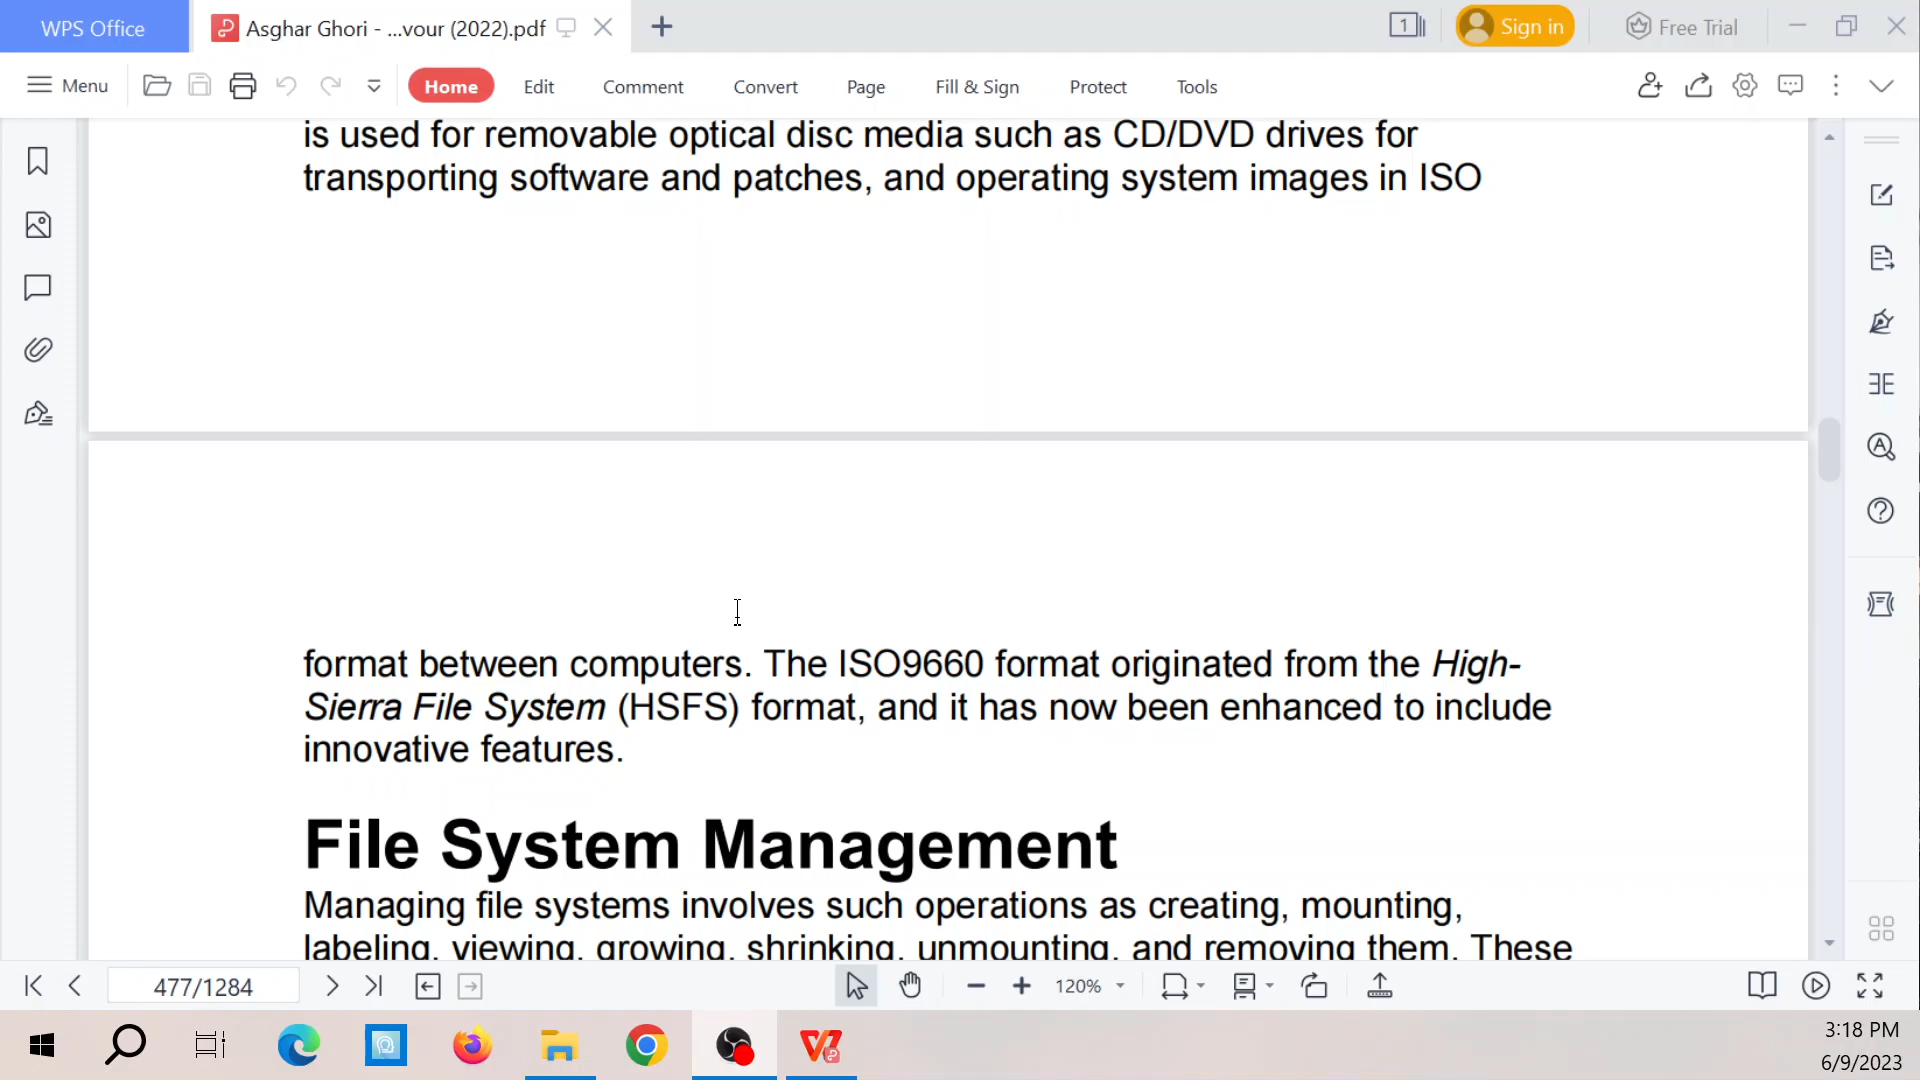 WPS Office
Asghar Ghori - ...vour (2022).pdf
1
Sign in
Free Trial
Menu
Home
Edit
Comment
Convert
Page
Fill & Sign
Protect
Tools
is used for removable optical disc media such as CD/DVD drives for
transporting software and patches, and operating system images in ISO
format between computers. The ISO9660 format originated from the High-
Sierra File System (HSFS) format, and it has now been enhanced to include
innovative features.
File System Management
Managing file systems involves such operations as creating, mounting,
labeling, viewing, growing, shrinking, unmounting, and removing them. These
477/1284
120%
3:18 PM
6/9/2023